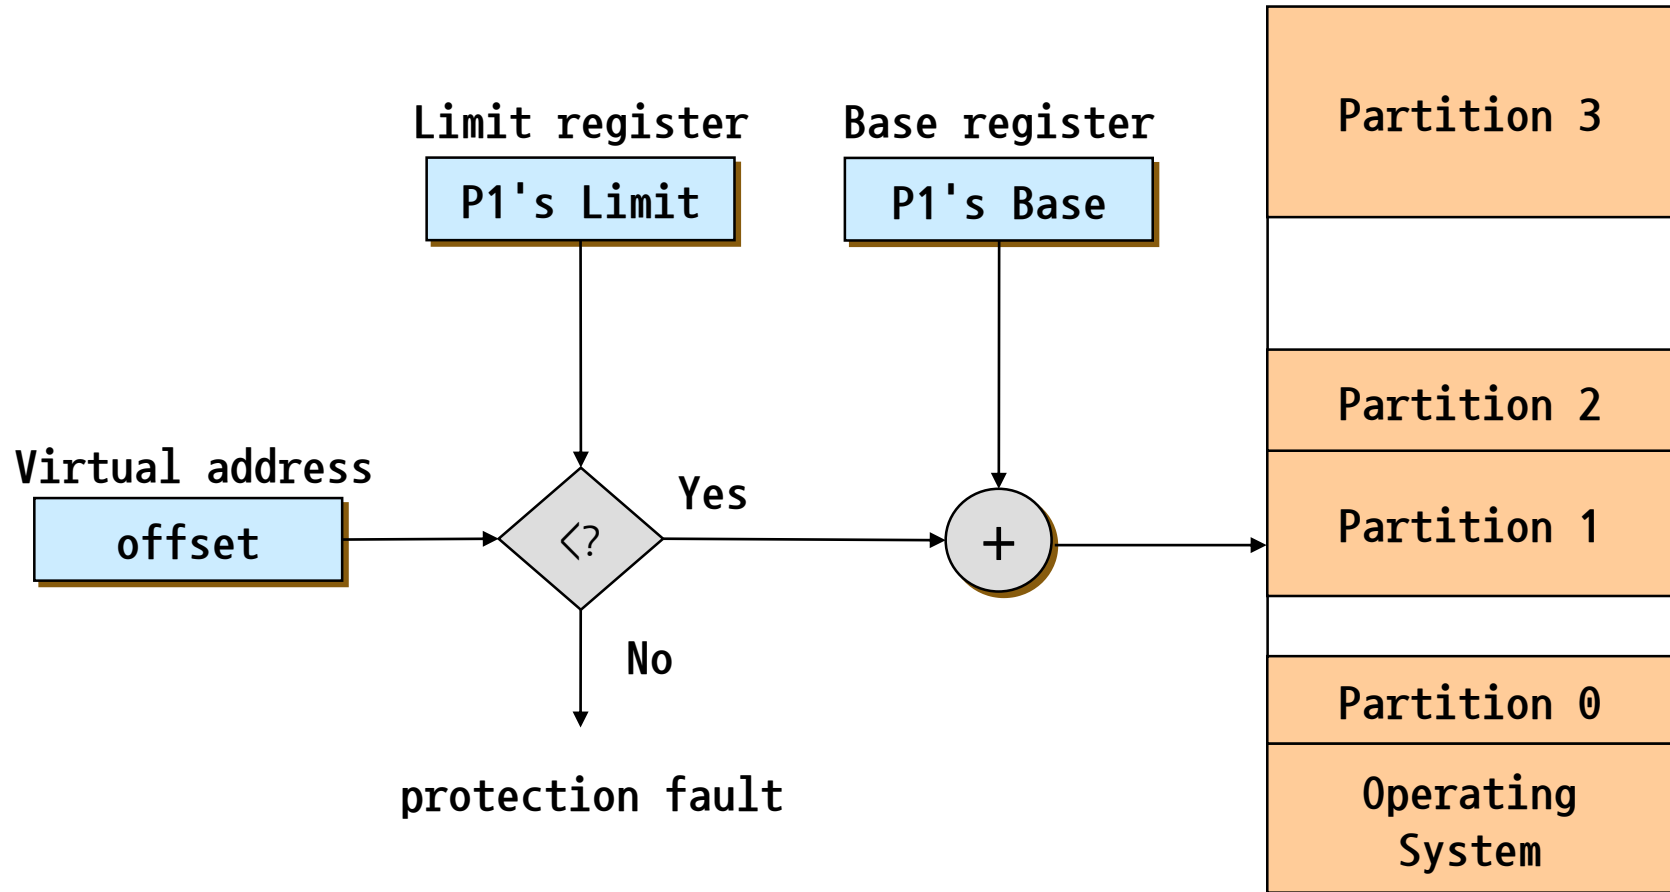 Limit register
P1's Limit
Base register
P1's Base
Virtual address
offset
<?
Yes
No
protection fault
+
Partition 3
Partition 2
Partition 1
Partition 0
Operating
System